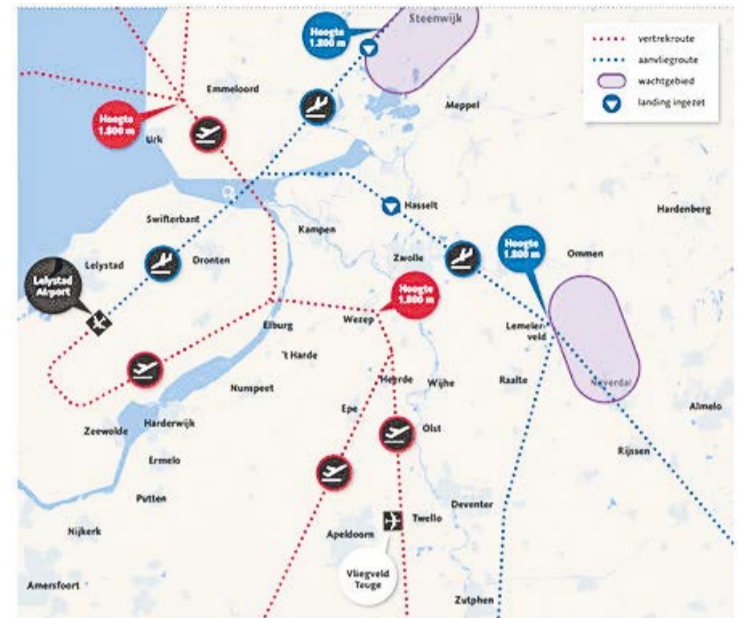 Steenwijk
Hoogte
1.800 m
vertrekroute
aanvliegroute
wachtgebied
landing ingezet
Emmeloord
Meppel
Hoogte
1.800 m
Urk
Hasselt
Hardenberg
Swifterbant
Kampen
Zwolle
Hoogte
1.800 m
Ommen
Lelystad
Dronten
Lelystad
Airport
Hoogte
1.800 m
Elburg
Wezep
Lemeler-
veld
't Harde
Nunspeet
Heerde
Wijhe
Raalte
Nijverdal
Epe
Almelo
Zeewolde
Harderwijk
Olst
Ermelo
Rijssen
Putten
Deventer
Nijkerk
Apeldoorn
Twello
Vliegveld
Teuge
Amersfoort
Zutphen